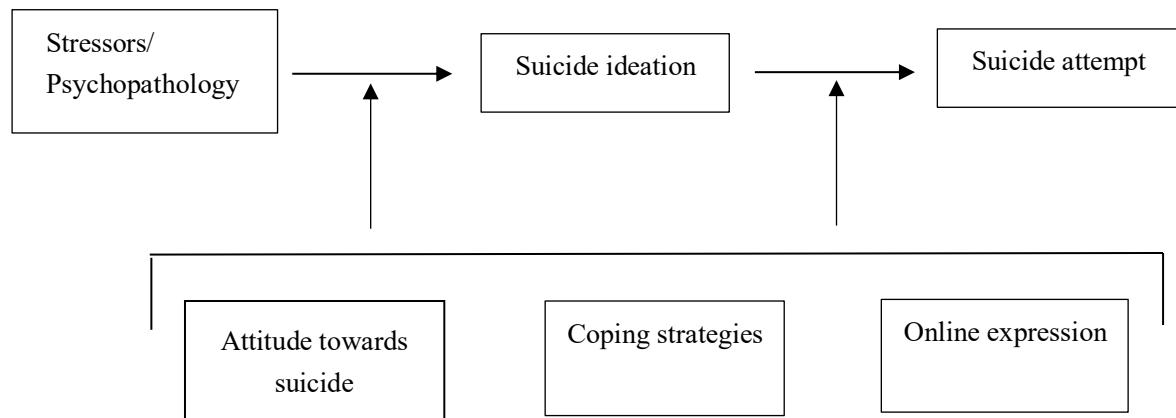 Stressors/
Psychopathology
Suicide ideation
Suicide attempt
Attitude towards
suicide
Coping strategies
Online expression